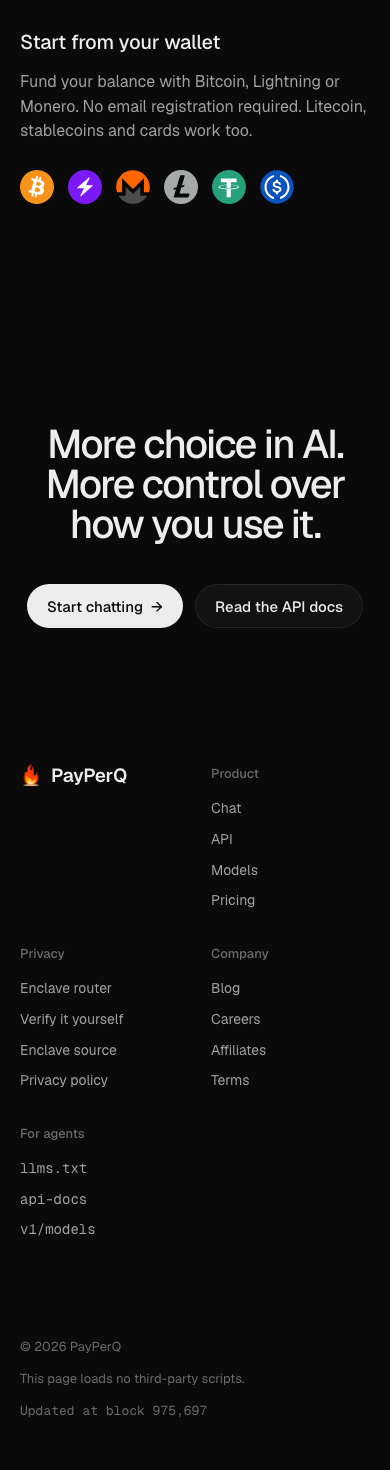 Start from your wallet
Fund your balance with Bitcoin, Lightning or
Monero. No email registration required. Litecoin,
stablecoins and cards work too.
More choice in AI.
More control over
how you use it.
Start chatting →
Read the API docs
PayPerQ
Product
Chat
API
Models
Pricing
Privacy
Enclave router
Verify it yourself
Enclave source
Privacy policy
Company
Blog
Careers
Affiliates
Terms
For agents
llms.txt
api-docs
v1/models
© 2026 PayPerQ
This page loads no third-party scripts.
Updated at block 975,697